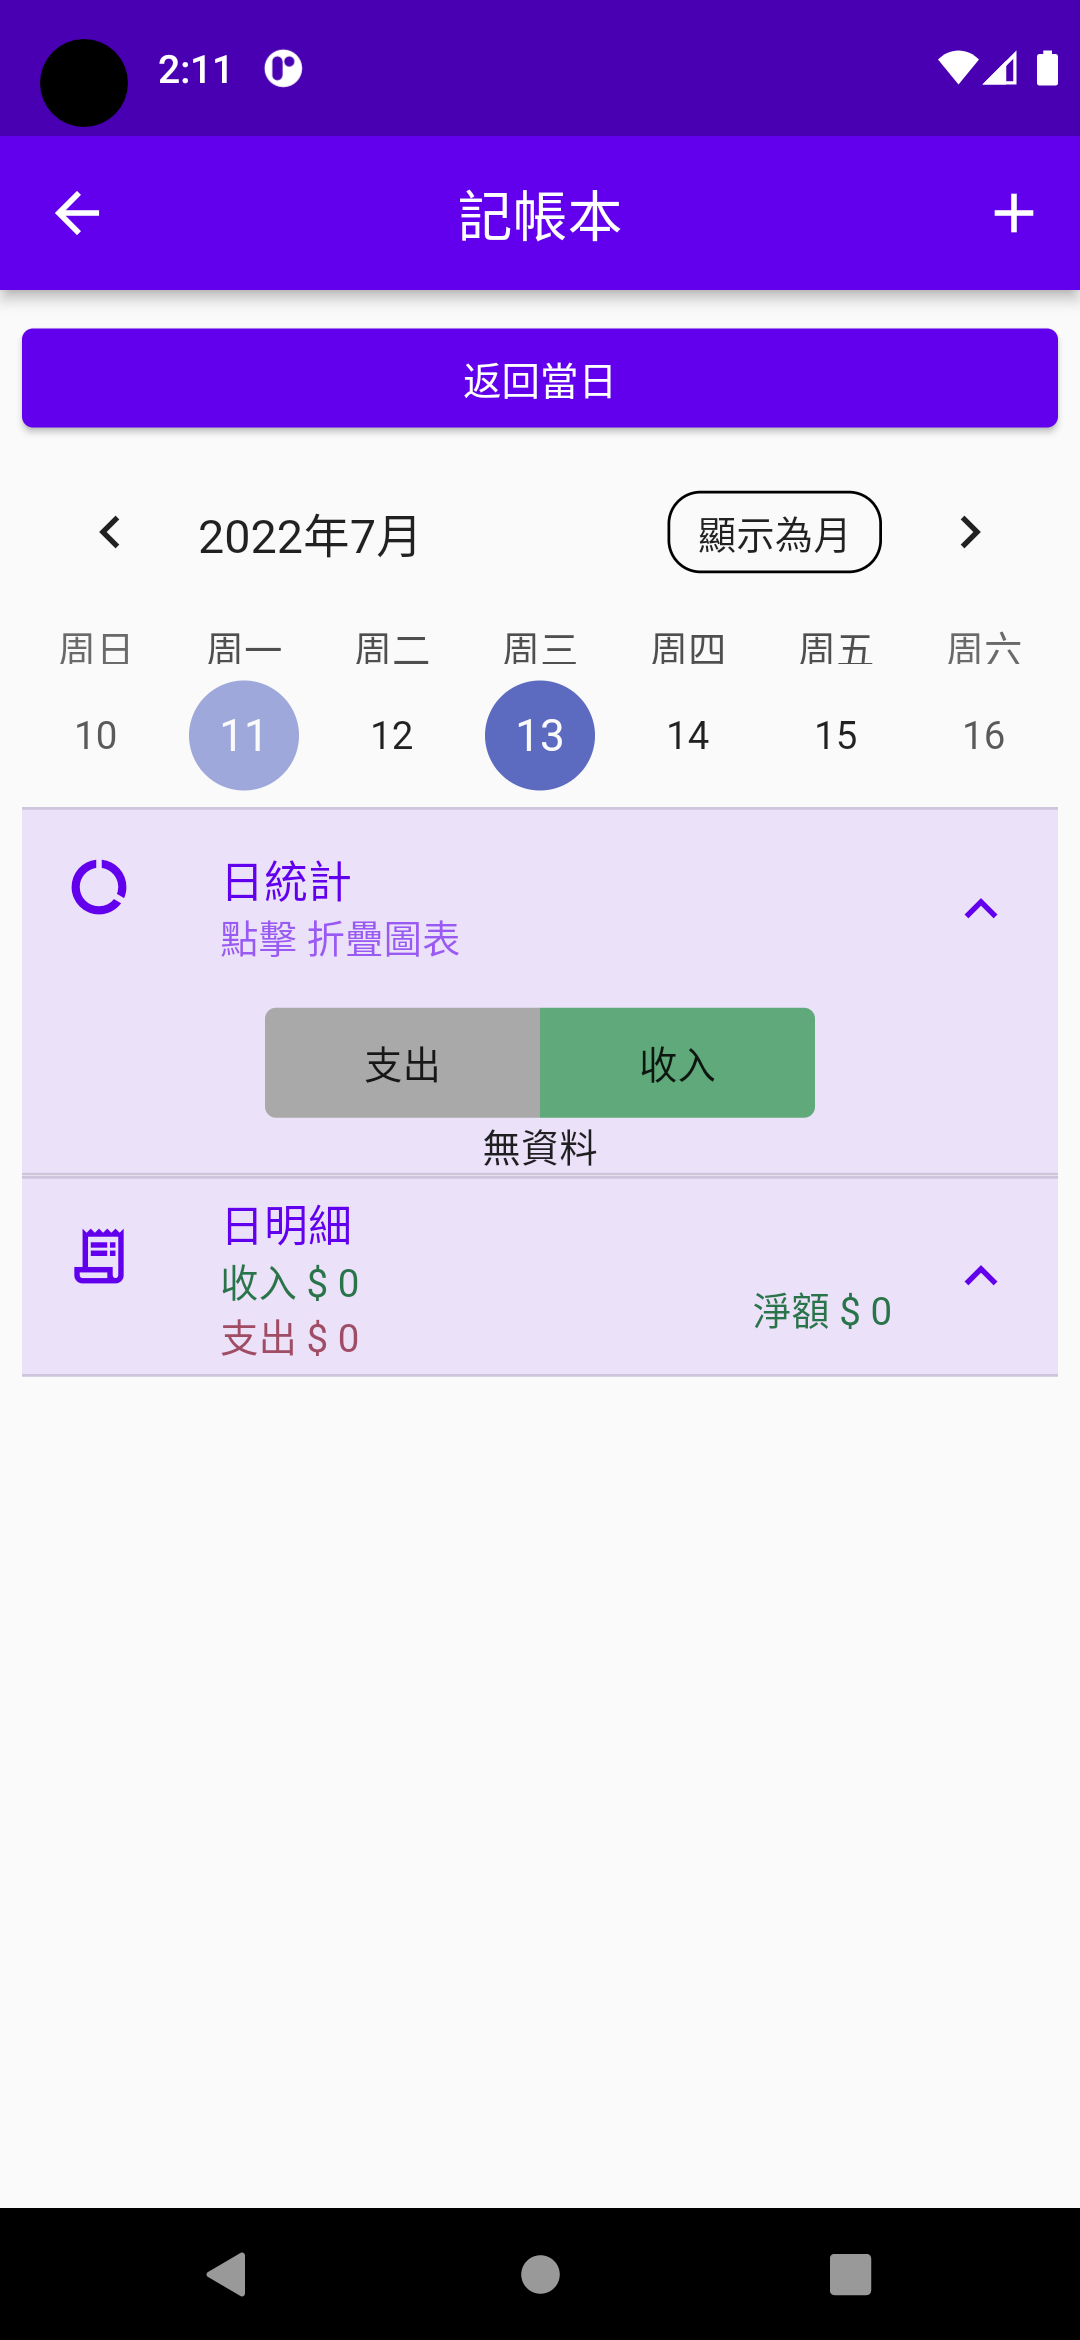 2:11
記帳本
返回當日
2022年7月 顯示為月
周日 周一 周二 周三 周四 周五 周六
10 11 12 13 14 15 16
日統計
點擊 折疊圖表
支出 收入
無資料
日明細
收入 $ 0
淨額 $ 0
支出 $ 0